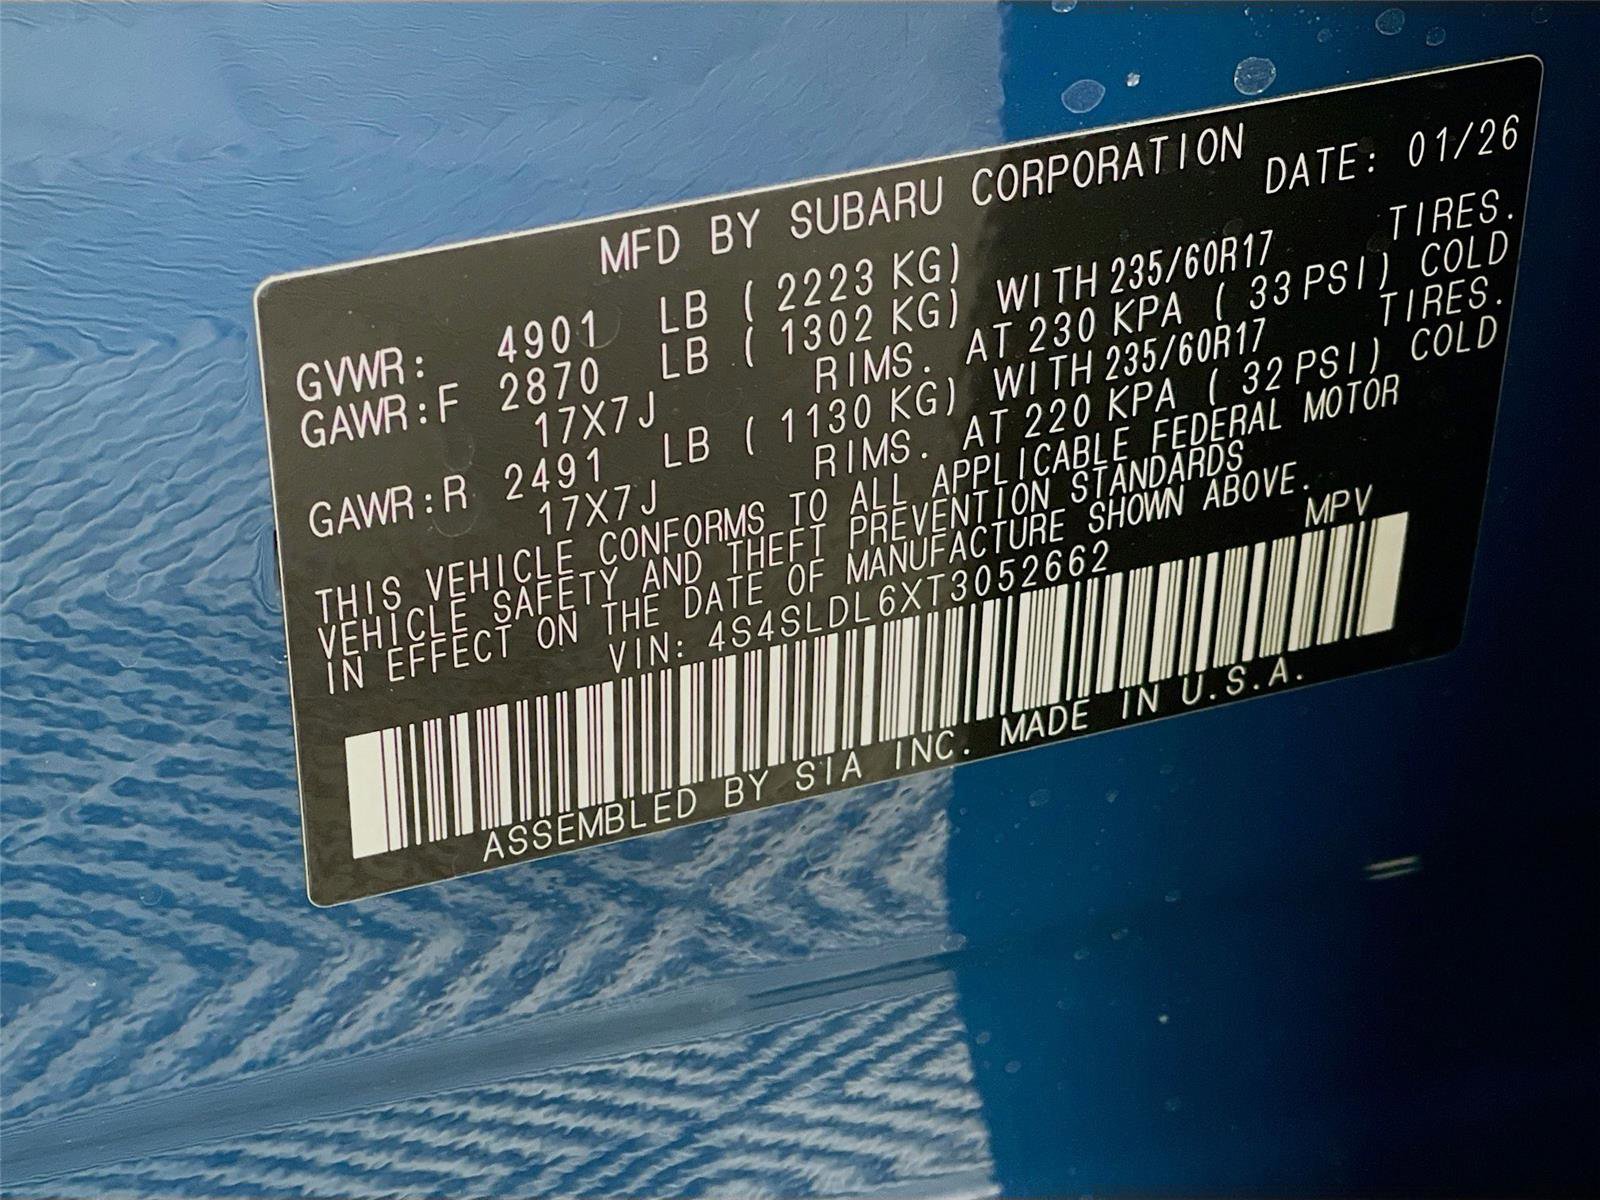 MFD BY SUBARU CORPORATION DATE: 01/26
GVWR: 4901 LB ( 2223 KG)
GAWR:F 2870 LB ( 1302 KG) WITH 235/60R17 TIRES.
17X7J RIMS. AT 230 KPA ( 33 PSI) COLD
GAWR:R 2491 LB ( 1130 KG) WITH 235/60R17 TIRES.
17X7J RIMS. AT 220 KPA ( 32 PSI) COLD
THIS VEHICLE CONFORMS TO ALL APPLICABLE FEDERAL MOTOR
VEHICLE SAFETY AND THEFT PREVENTION STANDARDS
IN EFFECT ON THE DATE OF MANUFACTURE SHOWN ABOVE.
VIN: 4S4SLDL6XT3052662 MPV
ASSEMBLED BY SIA INC. MADE IN U.S.A.